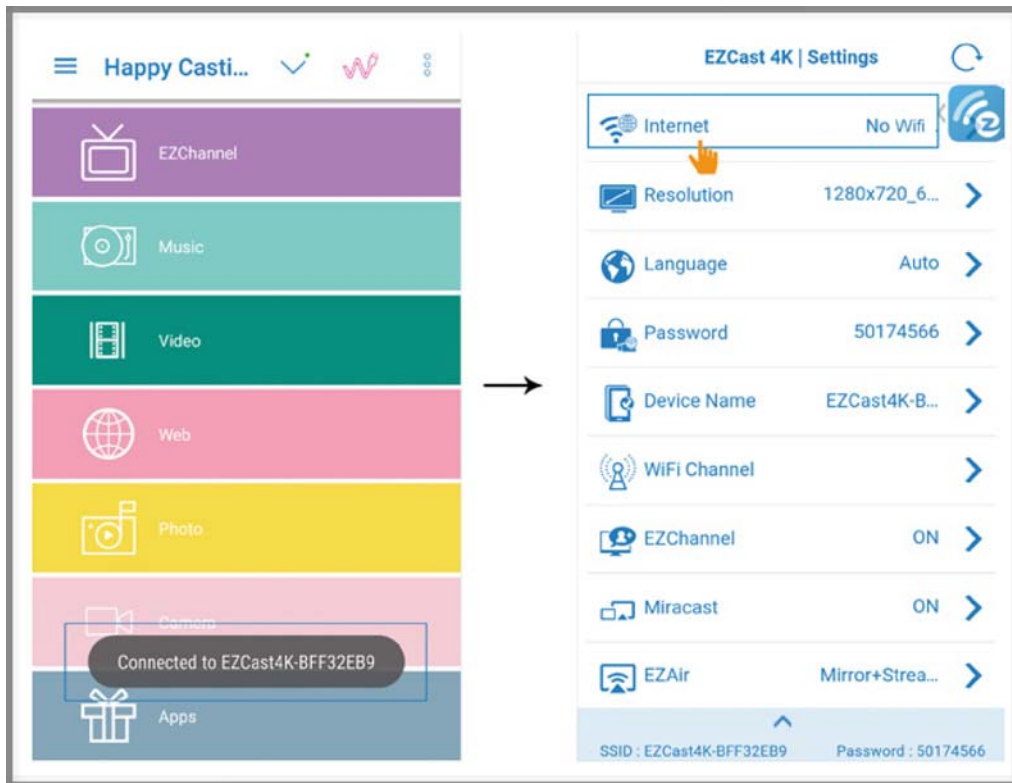 Happy Casti...
EZChannel
Music
Video
Web
Photo
Camera
Connected to EZCast4K-BFF32EB9
Apps
EZCast 4K | Settings
Internet No Wifi
Resolution 1280x720_6...
Language Auto
Password 50174566
Device Name EZCast4K-B...
WiFi Channel
EZChannel ON
Miracast ON
EZAir Mirror+Strea...
SSID : EZCast4K-BFF32EB9 Password : 50174566